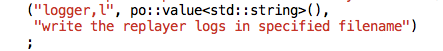 ("logger,l", po::value<std::string>(),
"write the replayer logs in specified filename")
;